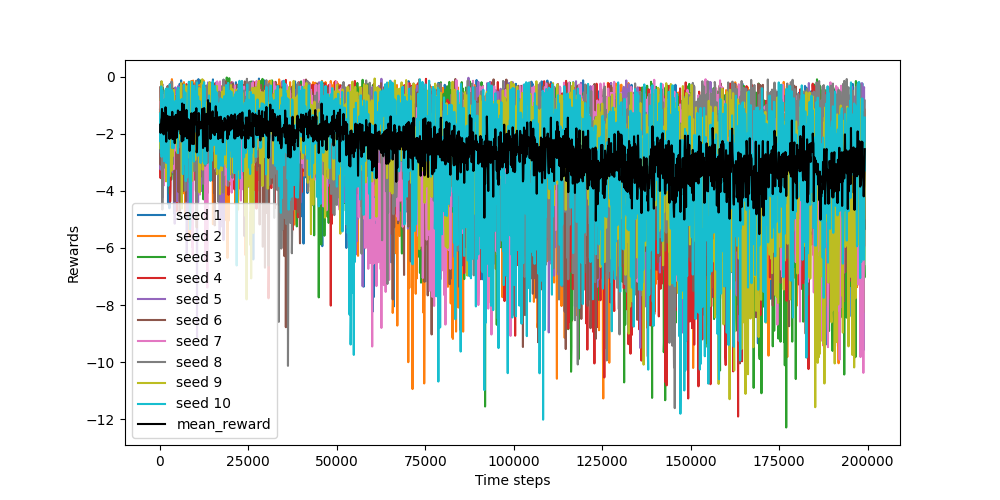 0
−2
−4
−6
−8
−10
−12
Rewards
seed 1
seed 2
seed 3
seed 4
seed 5
seed 6
seed 7
seed 8
seed 9
seed 10
mean_reward
0 25000 50000 75000 100000 125000 150000 175000 200000
Time steps